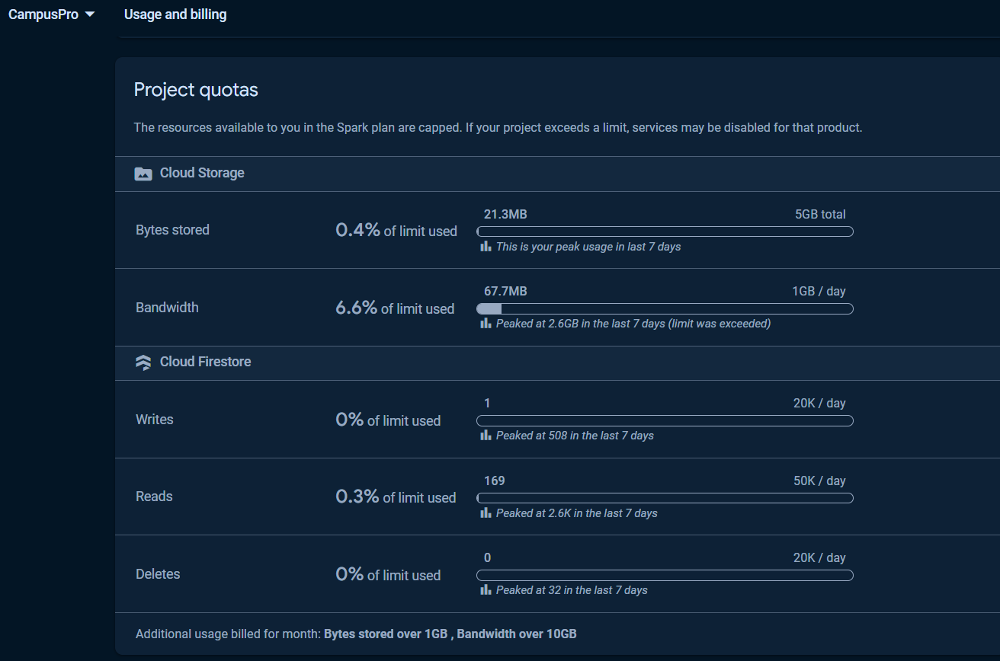 CampusPro
Usage and billing
Project quotas
The resources available to you in the Spark plan are capped. If your project exceeds a limit, services may be disabled for that product.
Cloud Storage
Bytes stored
0.4% of limit used
21.3MB
5GB total
This is your peak usage in last 7 days
Bandwidth
6.6% of limit used
67.7MB
1GB / day
Peaked at 2.6GB in the last 7 days (limit was exceeded)
Cloud Firestore
Writes
0% of limit used
1
20K / day
Peaked at 508 in the last 7 days
Reads
0.3% of limit used
169
50K / day
Peaked at 2.6K in the last 7 days
Deletes
0% of limit used
0
20K / day
Peaked at 32 in the last 7 days
Additional usage billed for month: Bytes stored over 1GB , Bandwidth over 10GB